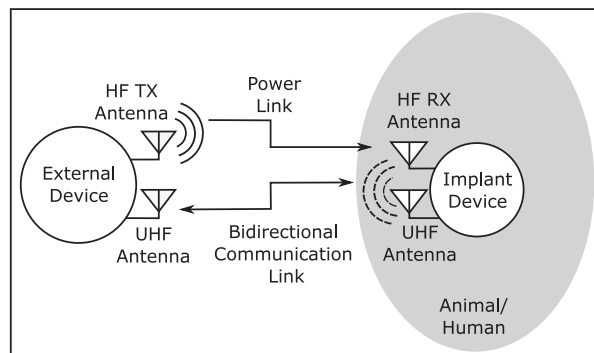 HF TX
Antenna
Power
Link
HF RX
Antenna
External
Device
Implant
Device
UHF
Antenna
Bidirectional
Communication
Link
UHF
Antenna
Animal/
Human